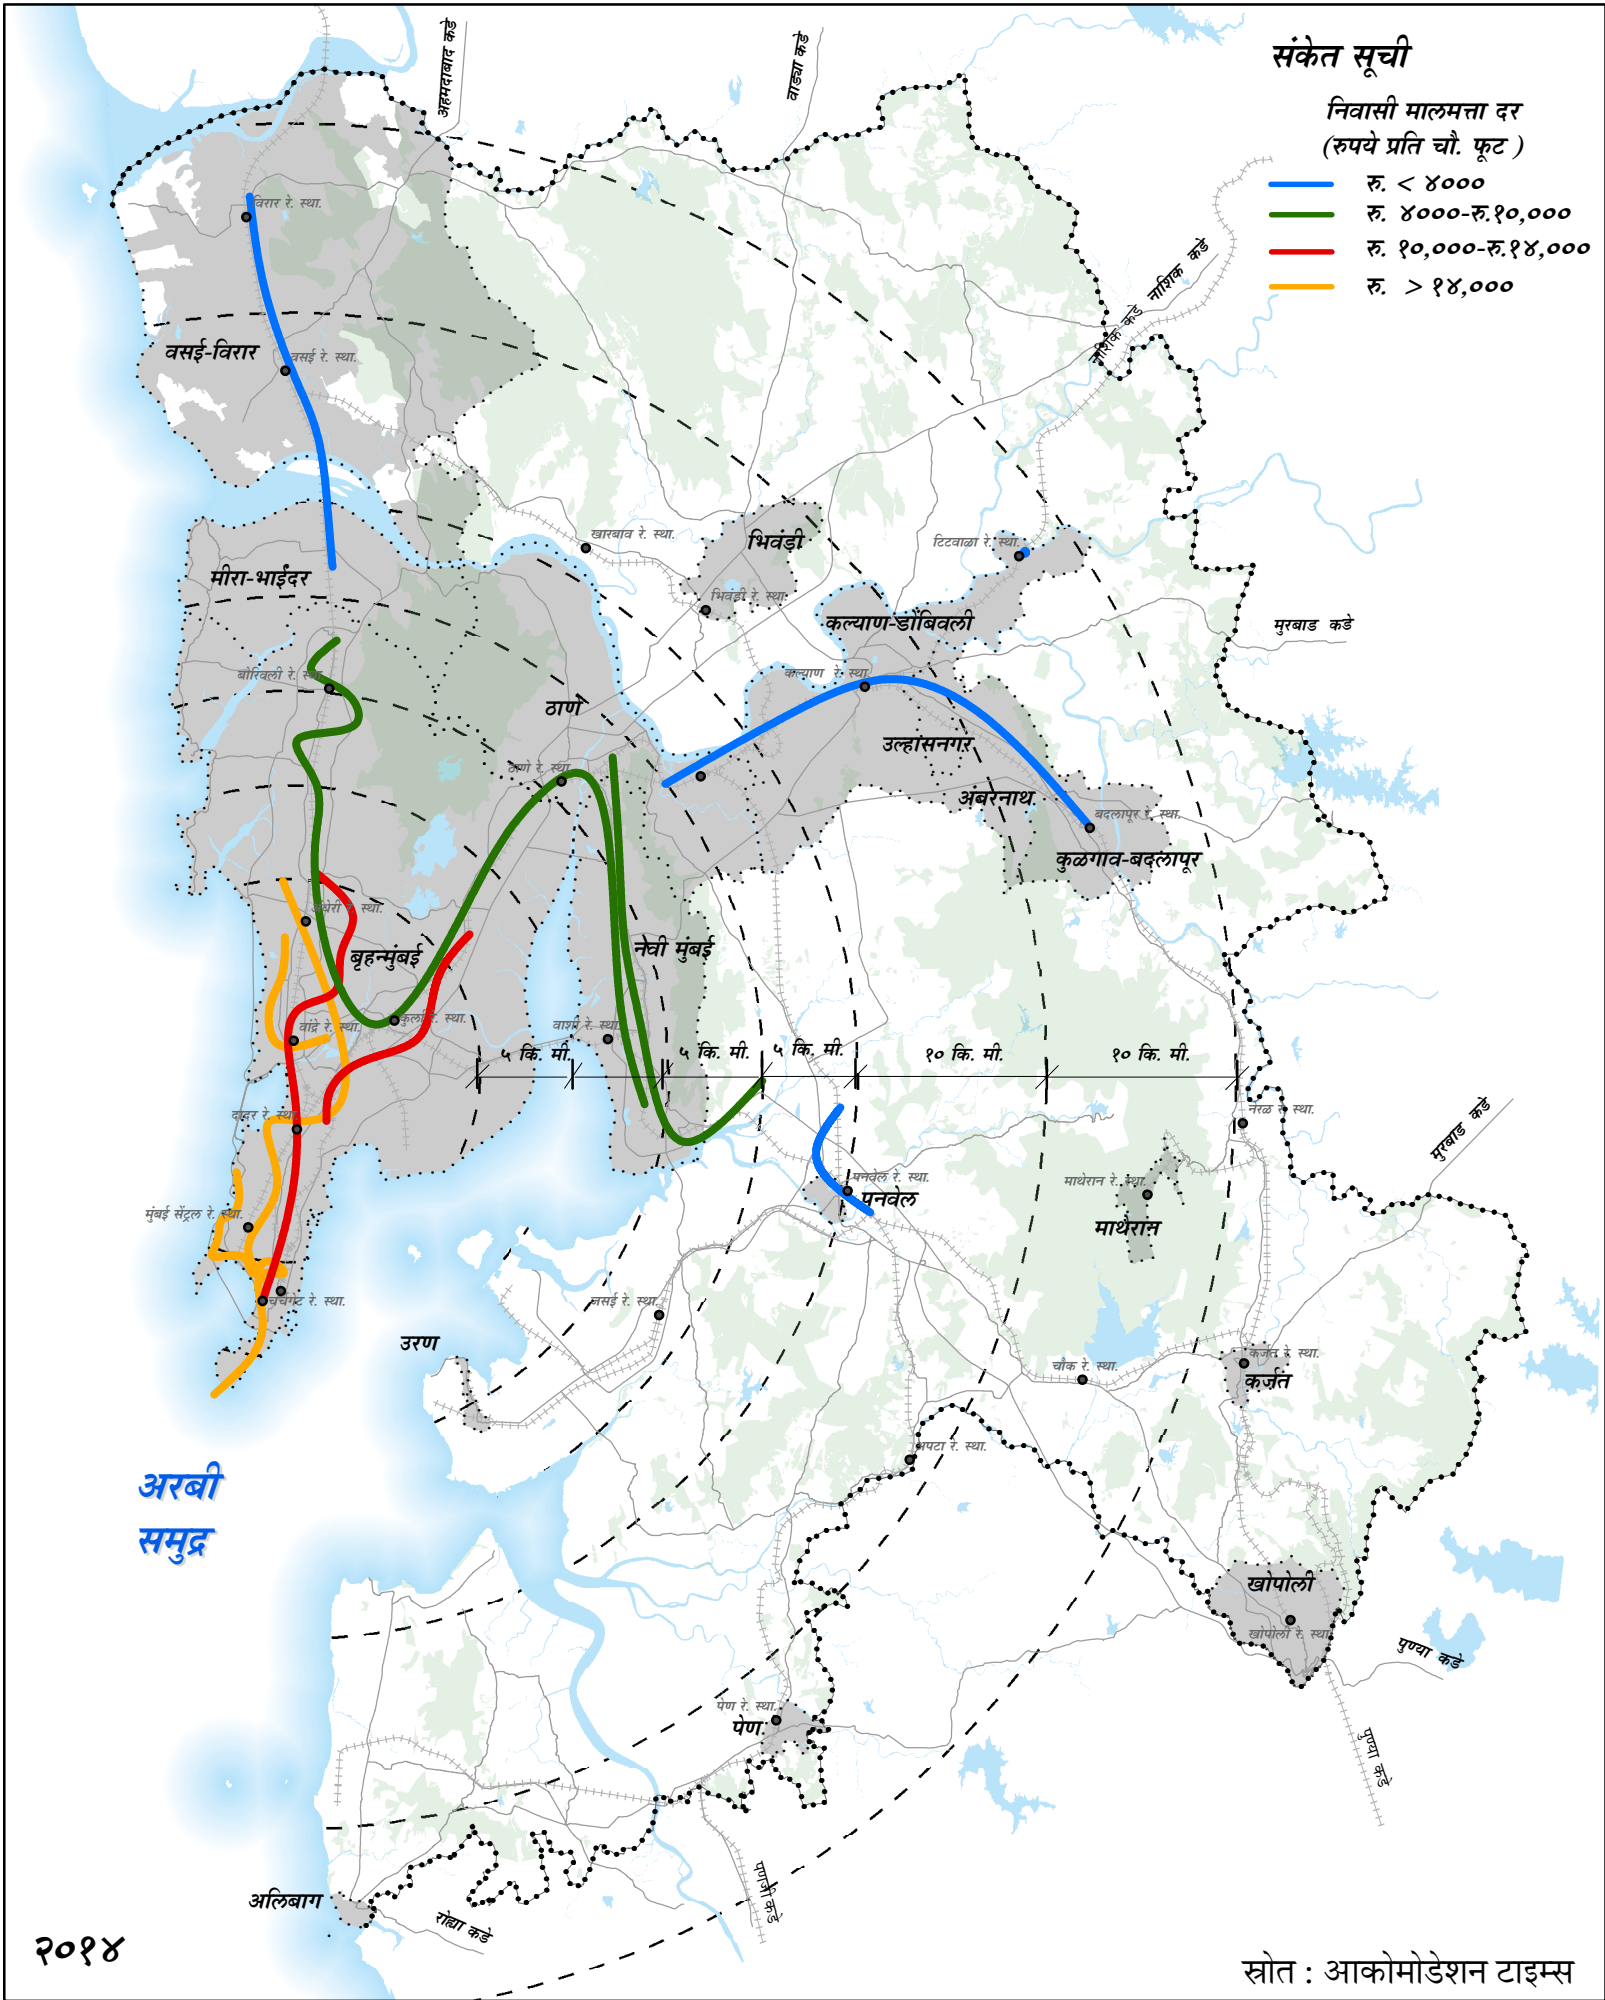 संकेत सूची
निवासी मालमत्ता दर
(रुपये प्रति चौ. फूट )
रु. < ४०००
रु. ४०००-रु.१०,०००
रु. १०,०००-रु.१४,०००
रु. > १४,०००
अहमदाबाद कडे
वाड्या कडे
नाशिक कडे
नाशिक कडे
विरार रे. स्था.
वसई-विरार
वसई रे. स्था.
खारबाव रे. स्था.
भिवंडी
टिटवाळा रे. स्था.
मीरा-भाईंदर
भिवंडी रे. स्था.
कल्याण-डोंबिवली
मुरबाड कडे
बोरिवली रे. स्था.
कल्याण रे. स्था.
ठाणे
उल्हासनगर
ठाणे रे. स्था.
अंबरनाथ
बदलापूर रे. स्था.
कुळगाव-बदलापूर
अंधेरी रे. स्था.
बृहन्मुंबई
नवी मुंबई
वांद्रे रे. स्था.
कुर्ला रे. स्था.
वाशी रे. स्था.
५ कि. मी.
५ कि. मी.
५ कि. मी.
१० कि. मी.
१० कि. मी.
दादर रे. स्था.
नेरळ रे. स्था.
मुरबाड कडे
पनवेल रे. स्था.
पनवेल
माथेरान रे. स्था.
माथेरान
मुंबई सेंट्रल रे. स्था.
चर्चगेट रे. स्था.
जसई रे. स्था.
उरण
चौक रे. स्था.
कर्जत रे. स्था.
कर्जत
अपटा रे. स्था.
अरबी
समुद्र
खोपोली
खोपोली रे. स्था.
पुण्या कडे
पेण रे. स्था.
पेण
पुण्या कडे
अलिबाग
रोह्या कडे
पणजी कडे
२०१४
स्रोत : आकोमोडेशन टाइम्स